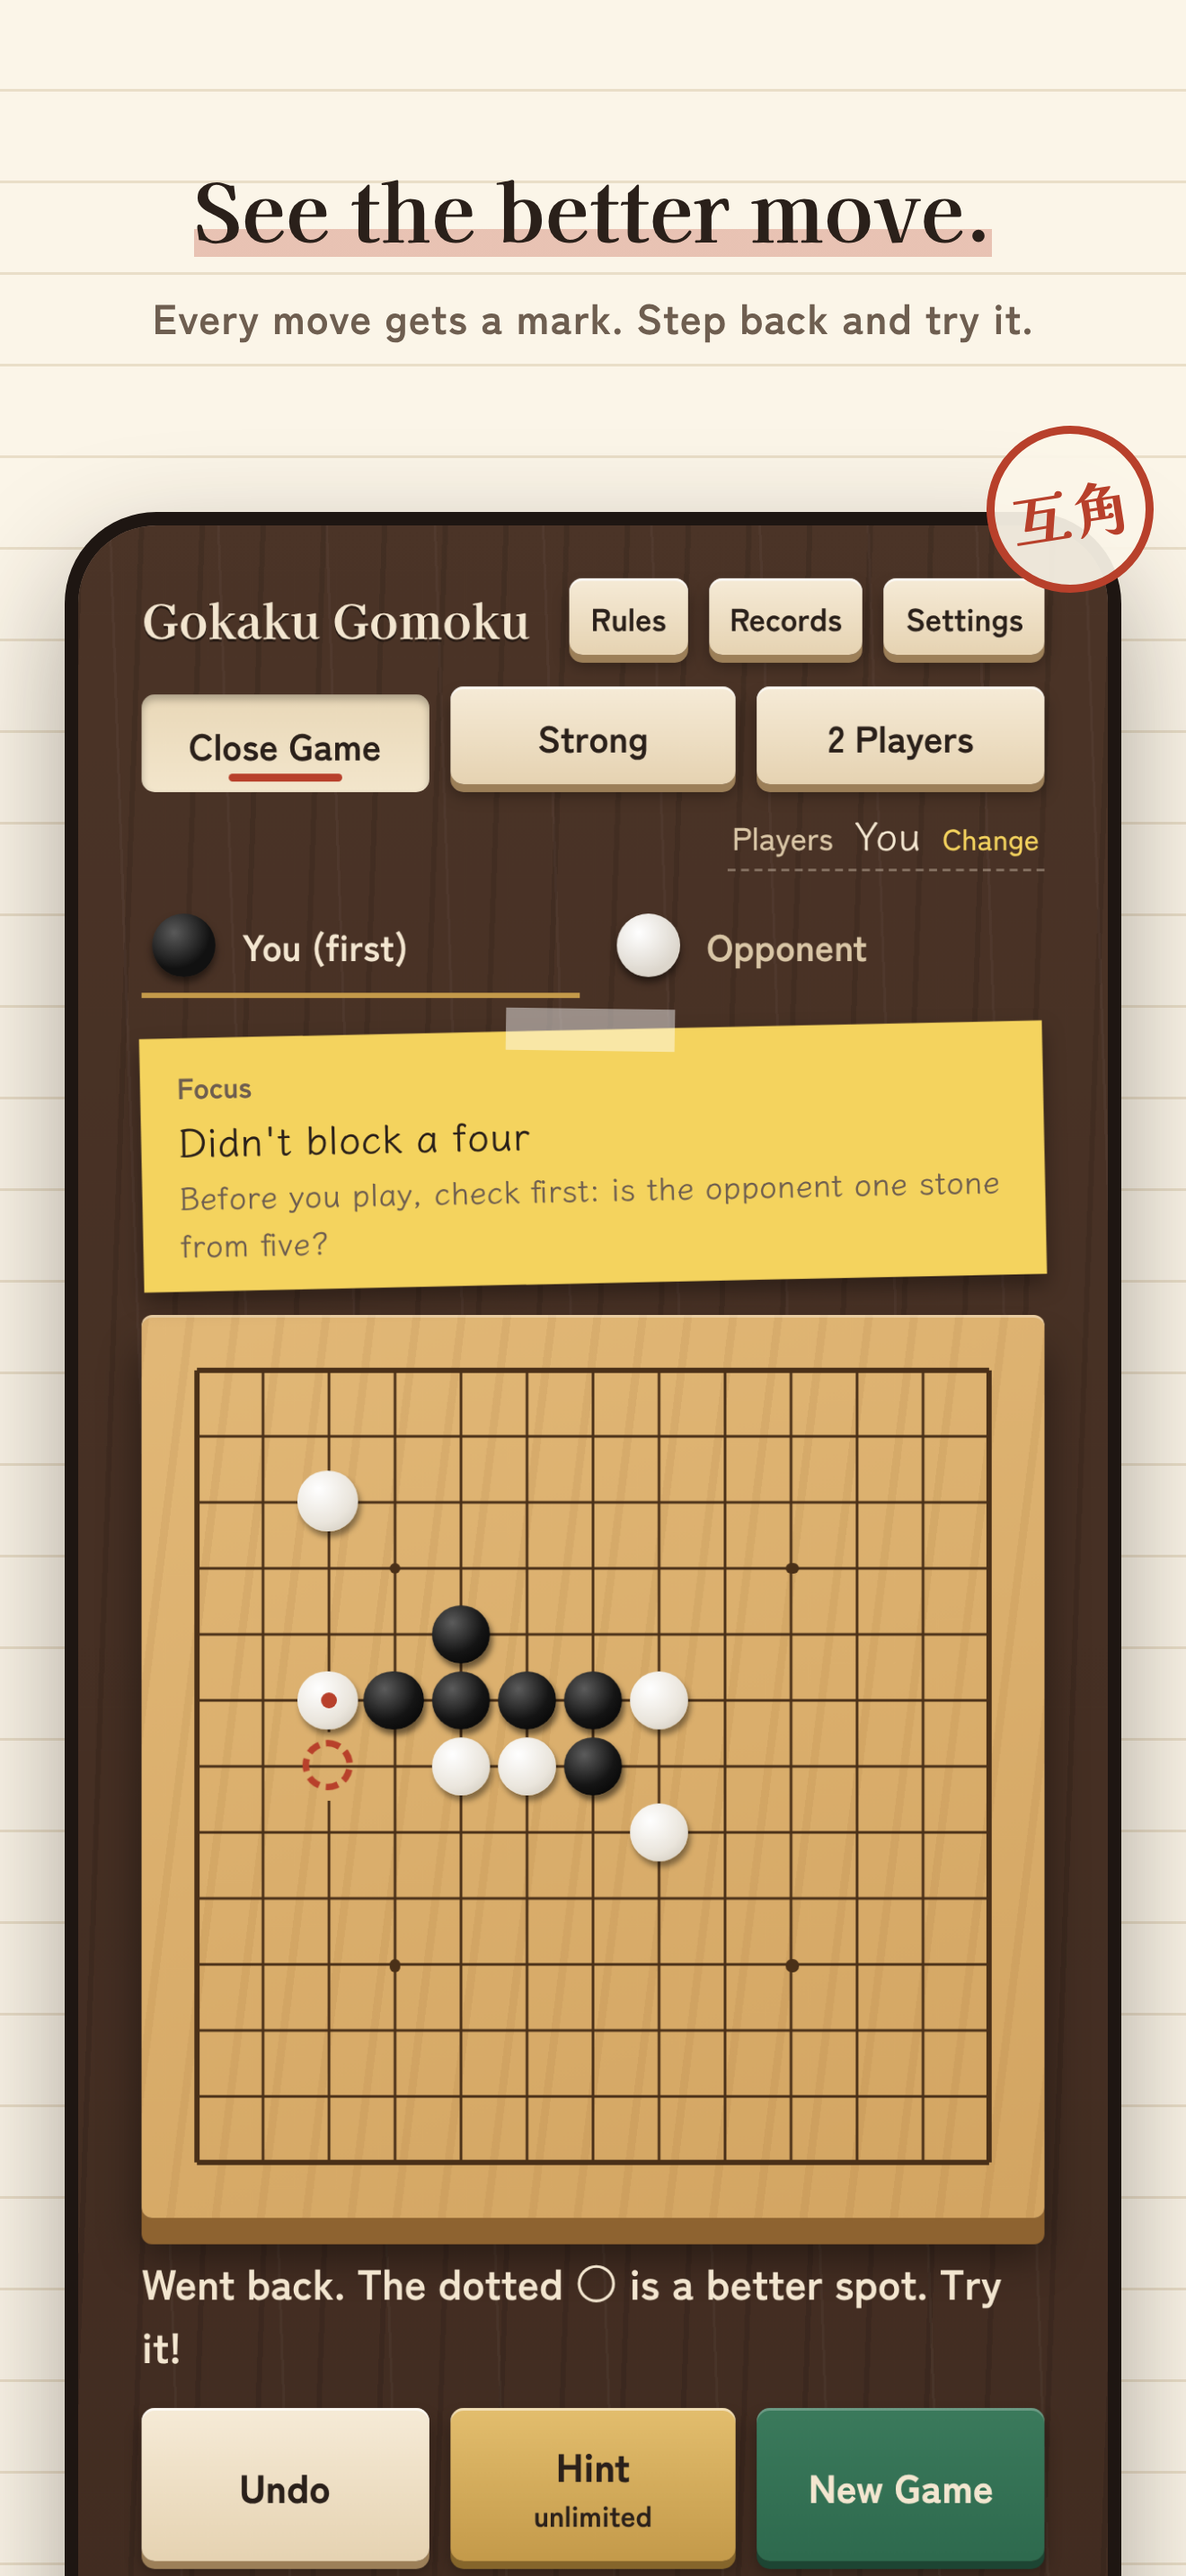 See the better move.
Every move gets a mark. Step back and try it.
互角
Gokaku Gomoku
Rules
Records
Settings
Close Game
Strong
2 Players
Players You Change
You (first)
Opponent
Focus
Didn't block a four
Before you play, check first: is the opponent one stone
from five?
Went back. The dotted ◯ is a better spot. Try
it!
Undo
Hint
unlimited
New Game